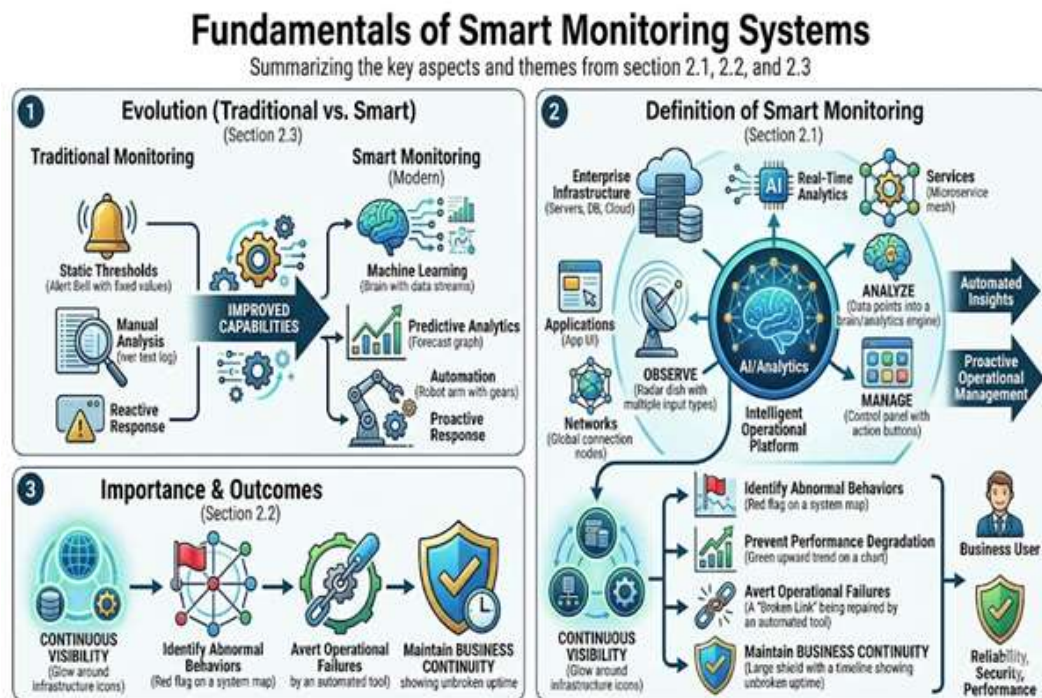 Fundamentals of Smart Monitoring Systems
Summarizing the key aspects and themes from section 2.1, 2.2, and 2.3
1
Evolution (Traditional vs. Smart)
(Section 2.3)
Traditional Monitoring
Smart Monitoring
(Modern)
Static Thresholds
(Alert Bell with fixed values)
Machine Learning
(Brain with data streams)
IMPROVED
CAPABILITIES
Manual
Analysis
text log)
Predictive Analytics
(Forecast graph)
Reactive
Response
Automation
(Robot arm with gears)
Proactive
Response
2
Definition of Smart Monitoring
(Section 2.1)
Enterprise
Infrastructure
(Servers, DB, Cloud)
AI
Real-Time
Analytics
Services
(Microservice
mesh)
Applications
(App UI)
OBSERVE
(Radar dish with
multiple input types)
Networks
(Global connection
nodes)
AI/Analytics
Intelligent
Operational
Platform
ANALYZE
(Data points into a
brain/analytics engine)
MANAGE
(Control panel with
action buttons)
Automated
Insights
Proactive
Operational
Management
CONTINUOUS
VISIBILITY
(Glow around
infrastructure icons)
Identify Abnormal Behaviors
(Red flag on a system map)
Prevent Performance Degradation
(Green upward trend on a chart)
Avert Operational Failures
(A "Broken Link" being repaired by
an automated tool)
Maintain BUSINESS CONTINUITY
(Large shield with a timeline showing
unbroken uptime)
Business User
Reliability,
Security,
Performance
3
Importance & Outcomes
(Section 2.2)
CONTINUOUS
VISIBILITY
(Glow around
infrastructure icons)
Identify Abnormal
Behaviors
(Red flag on a system map)
Avert Operational
Failures
by an automated tool)
Maintain BUSINESS
CONTINUITY
showing unbroken uptime)